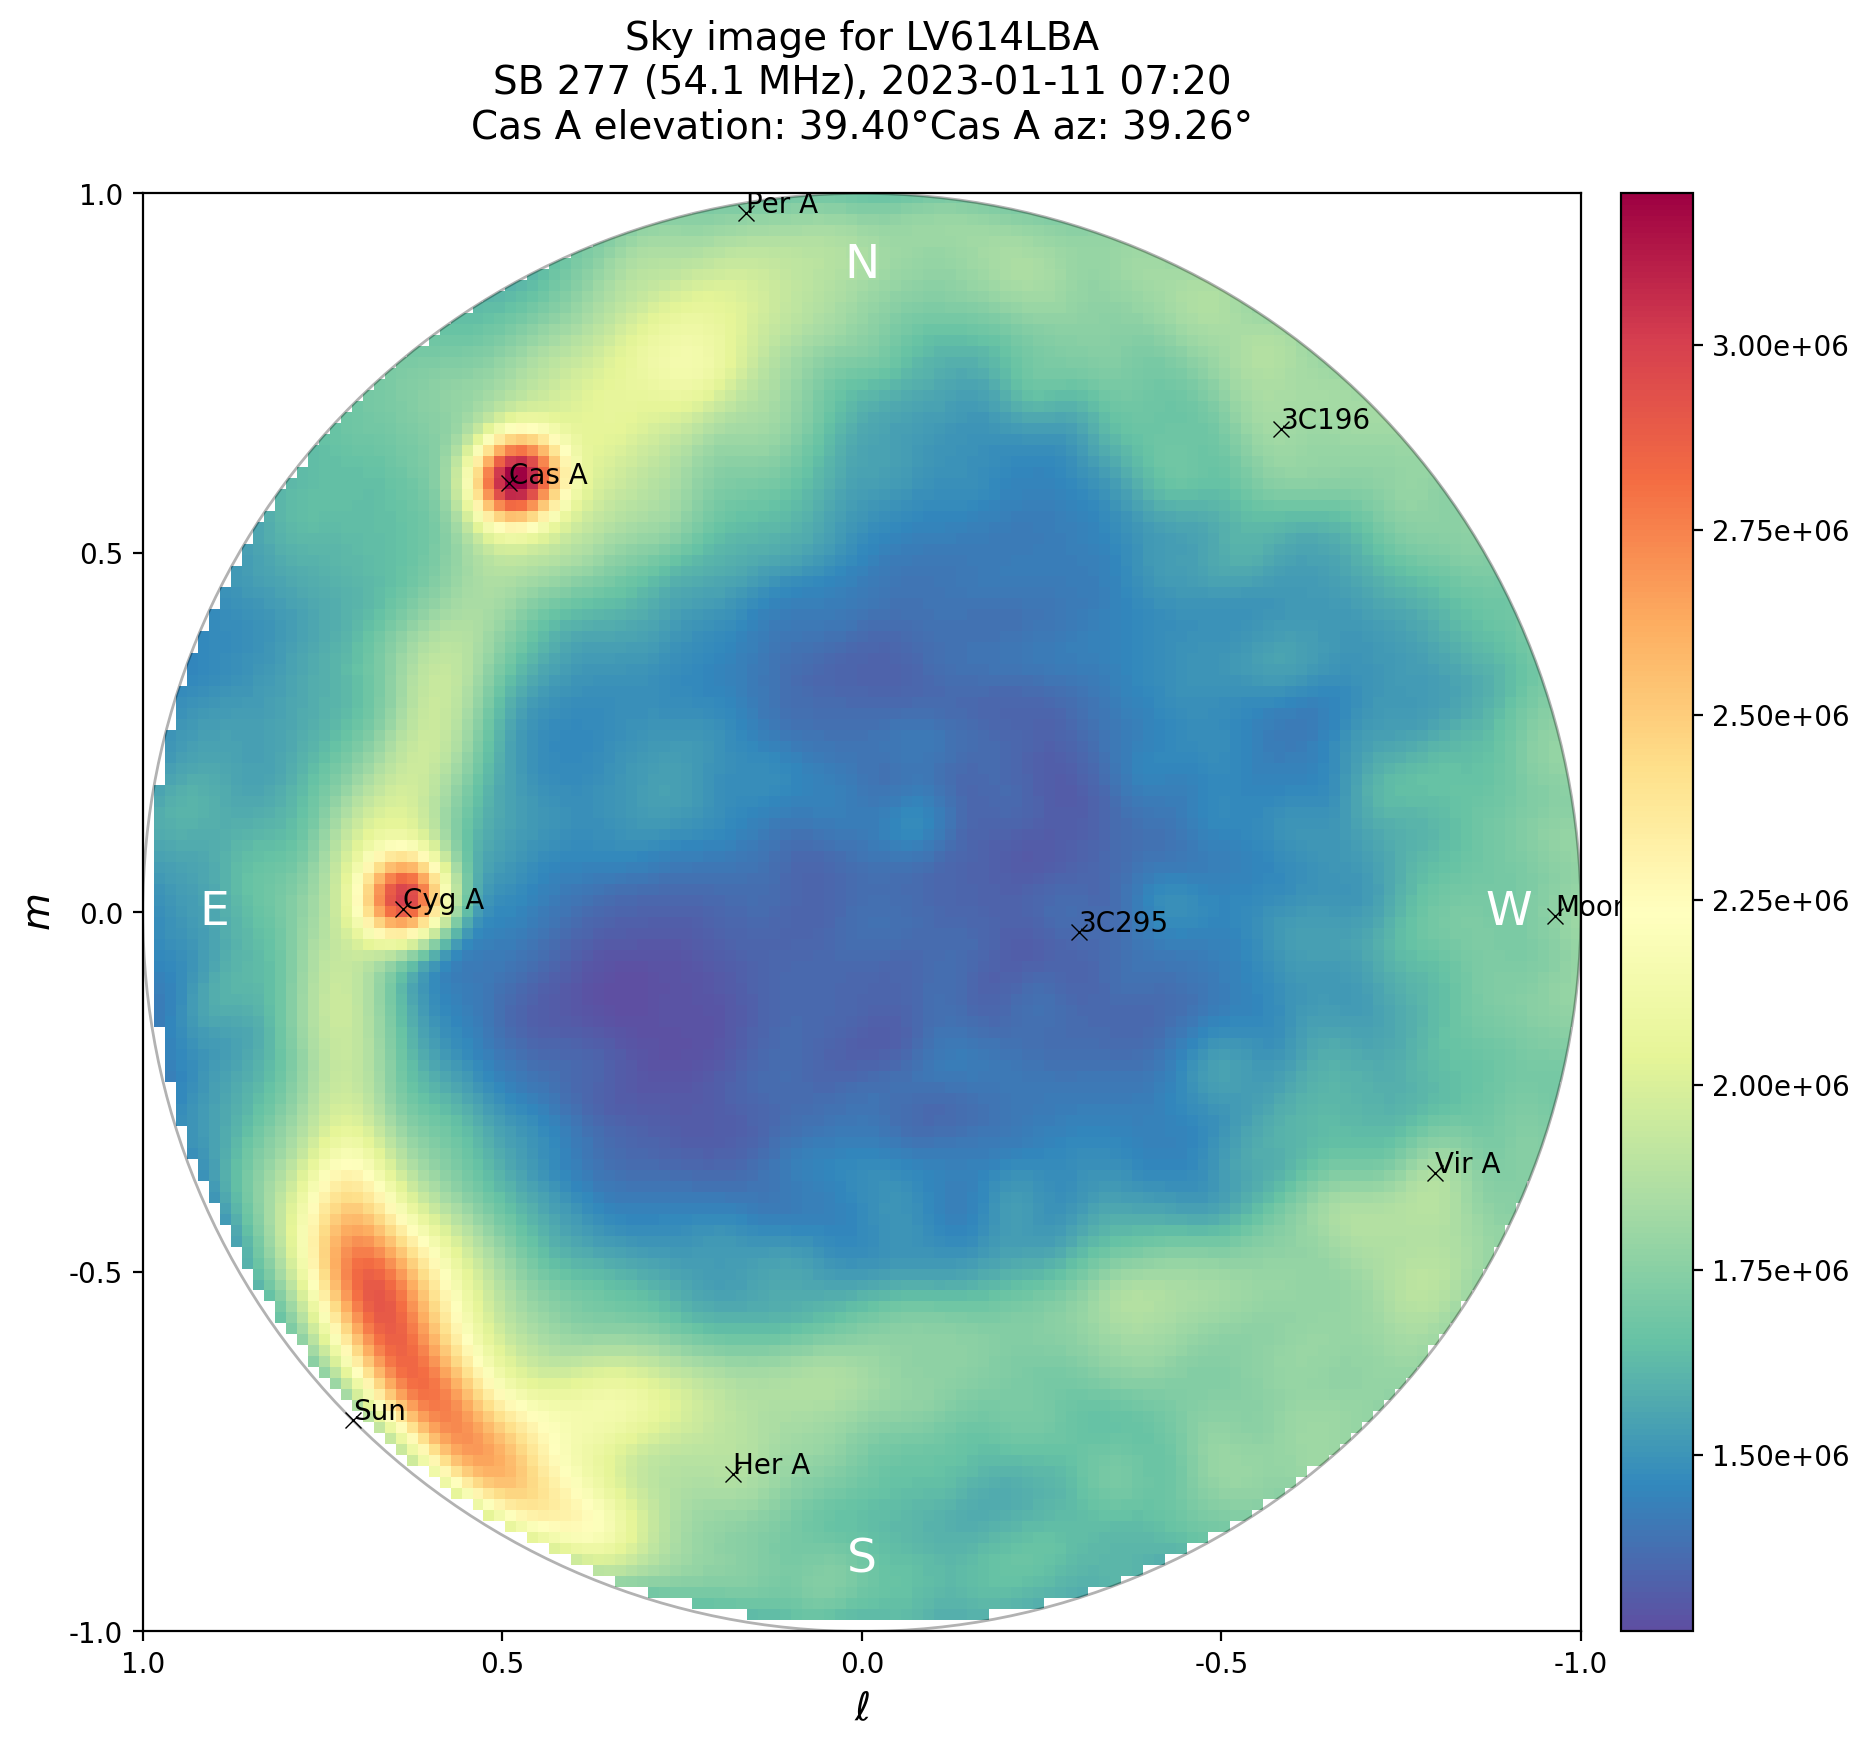 Sky image for LV614LBA
SB 277 (54.1 MHz), 2023-01-11 07:20
Cas A elevation: 39.40°Cas A az: 39.26°
1.0
Per A
N
3.00e+06
3C196
2.75e+06
Cas A
0.5
2.50e+06
2.25e+06
m
0.0
E
Cyg A
3C295
W
Moon
2.00e+06
Vir A
-0.5
1.75e+06
Sun
Her A
1.50e+06
S
-1.0
1.0 0.5 0.0 -0.5 -1.0
ℓ